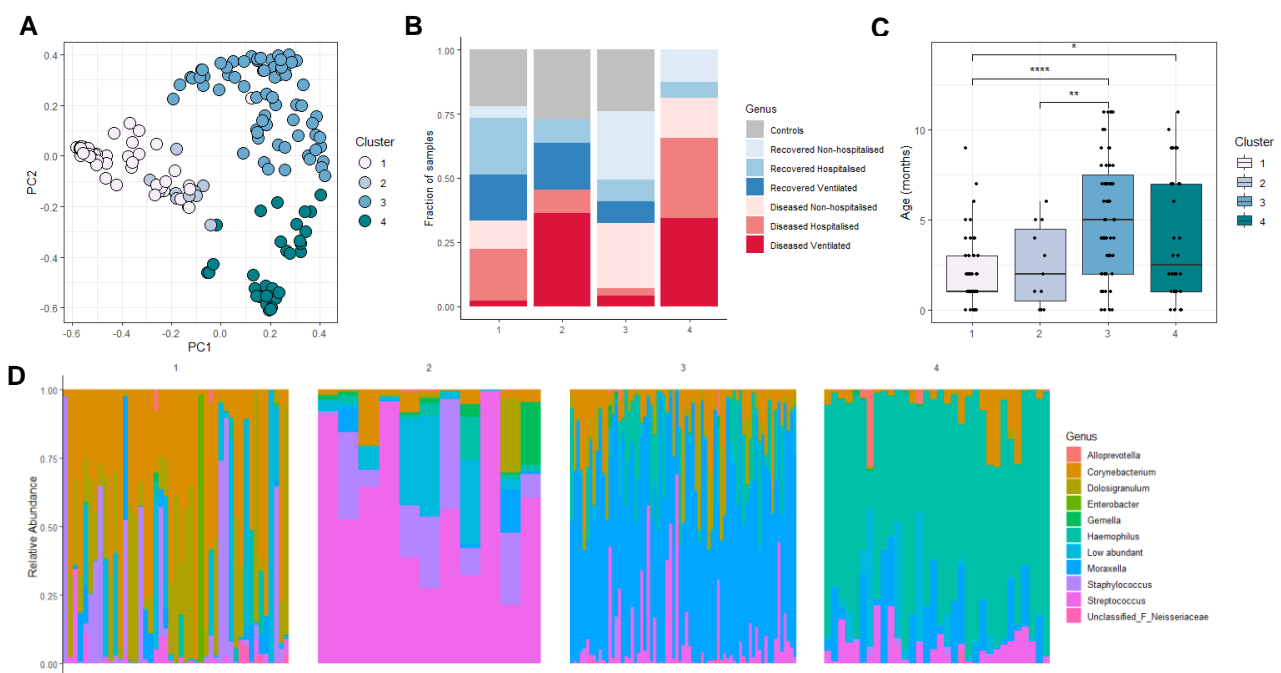 A
0.4
0.2
0.0
-0.2
-0.4
-0.6
PC2
-0.6 -0.4 -0.2 0.0 0.2 0.4
PC1
Cluster
1
2
3
4
B
1.00
0.75
0.50
0.25
0.00
Fraction of samples
1 2 3 4
Genus
Controls
Recovered Non-hospitalised
Recovered Hospitalised
Recovered Ventilated
Diseased Non-hospitalised
Diseased Hospitalised
Diseased Ventilated
C
*
****
**
10
5
0
Age (months)
1 2 3 4
Cluster
1
2
3
4
D
1 2 3 4
1.00
0.75
0.50
0.25
0.00
Relative Abundance
Genus
Alloprevotella
Corynebacterium
Dolosigranulum
Enterobacter
Gemella
Haemophilus
Low abundant
Moraxella
Staphylococcus
Streptococcus
Unclassified_F_Neisseriaceae